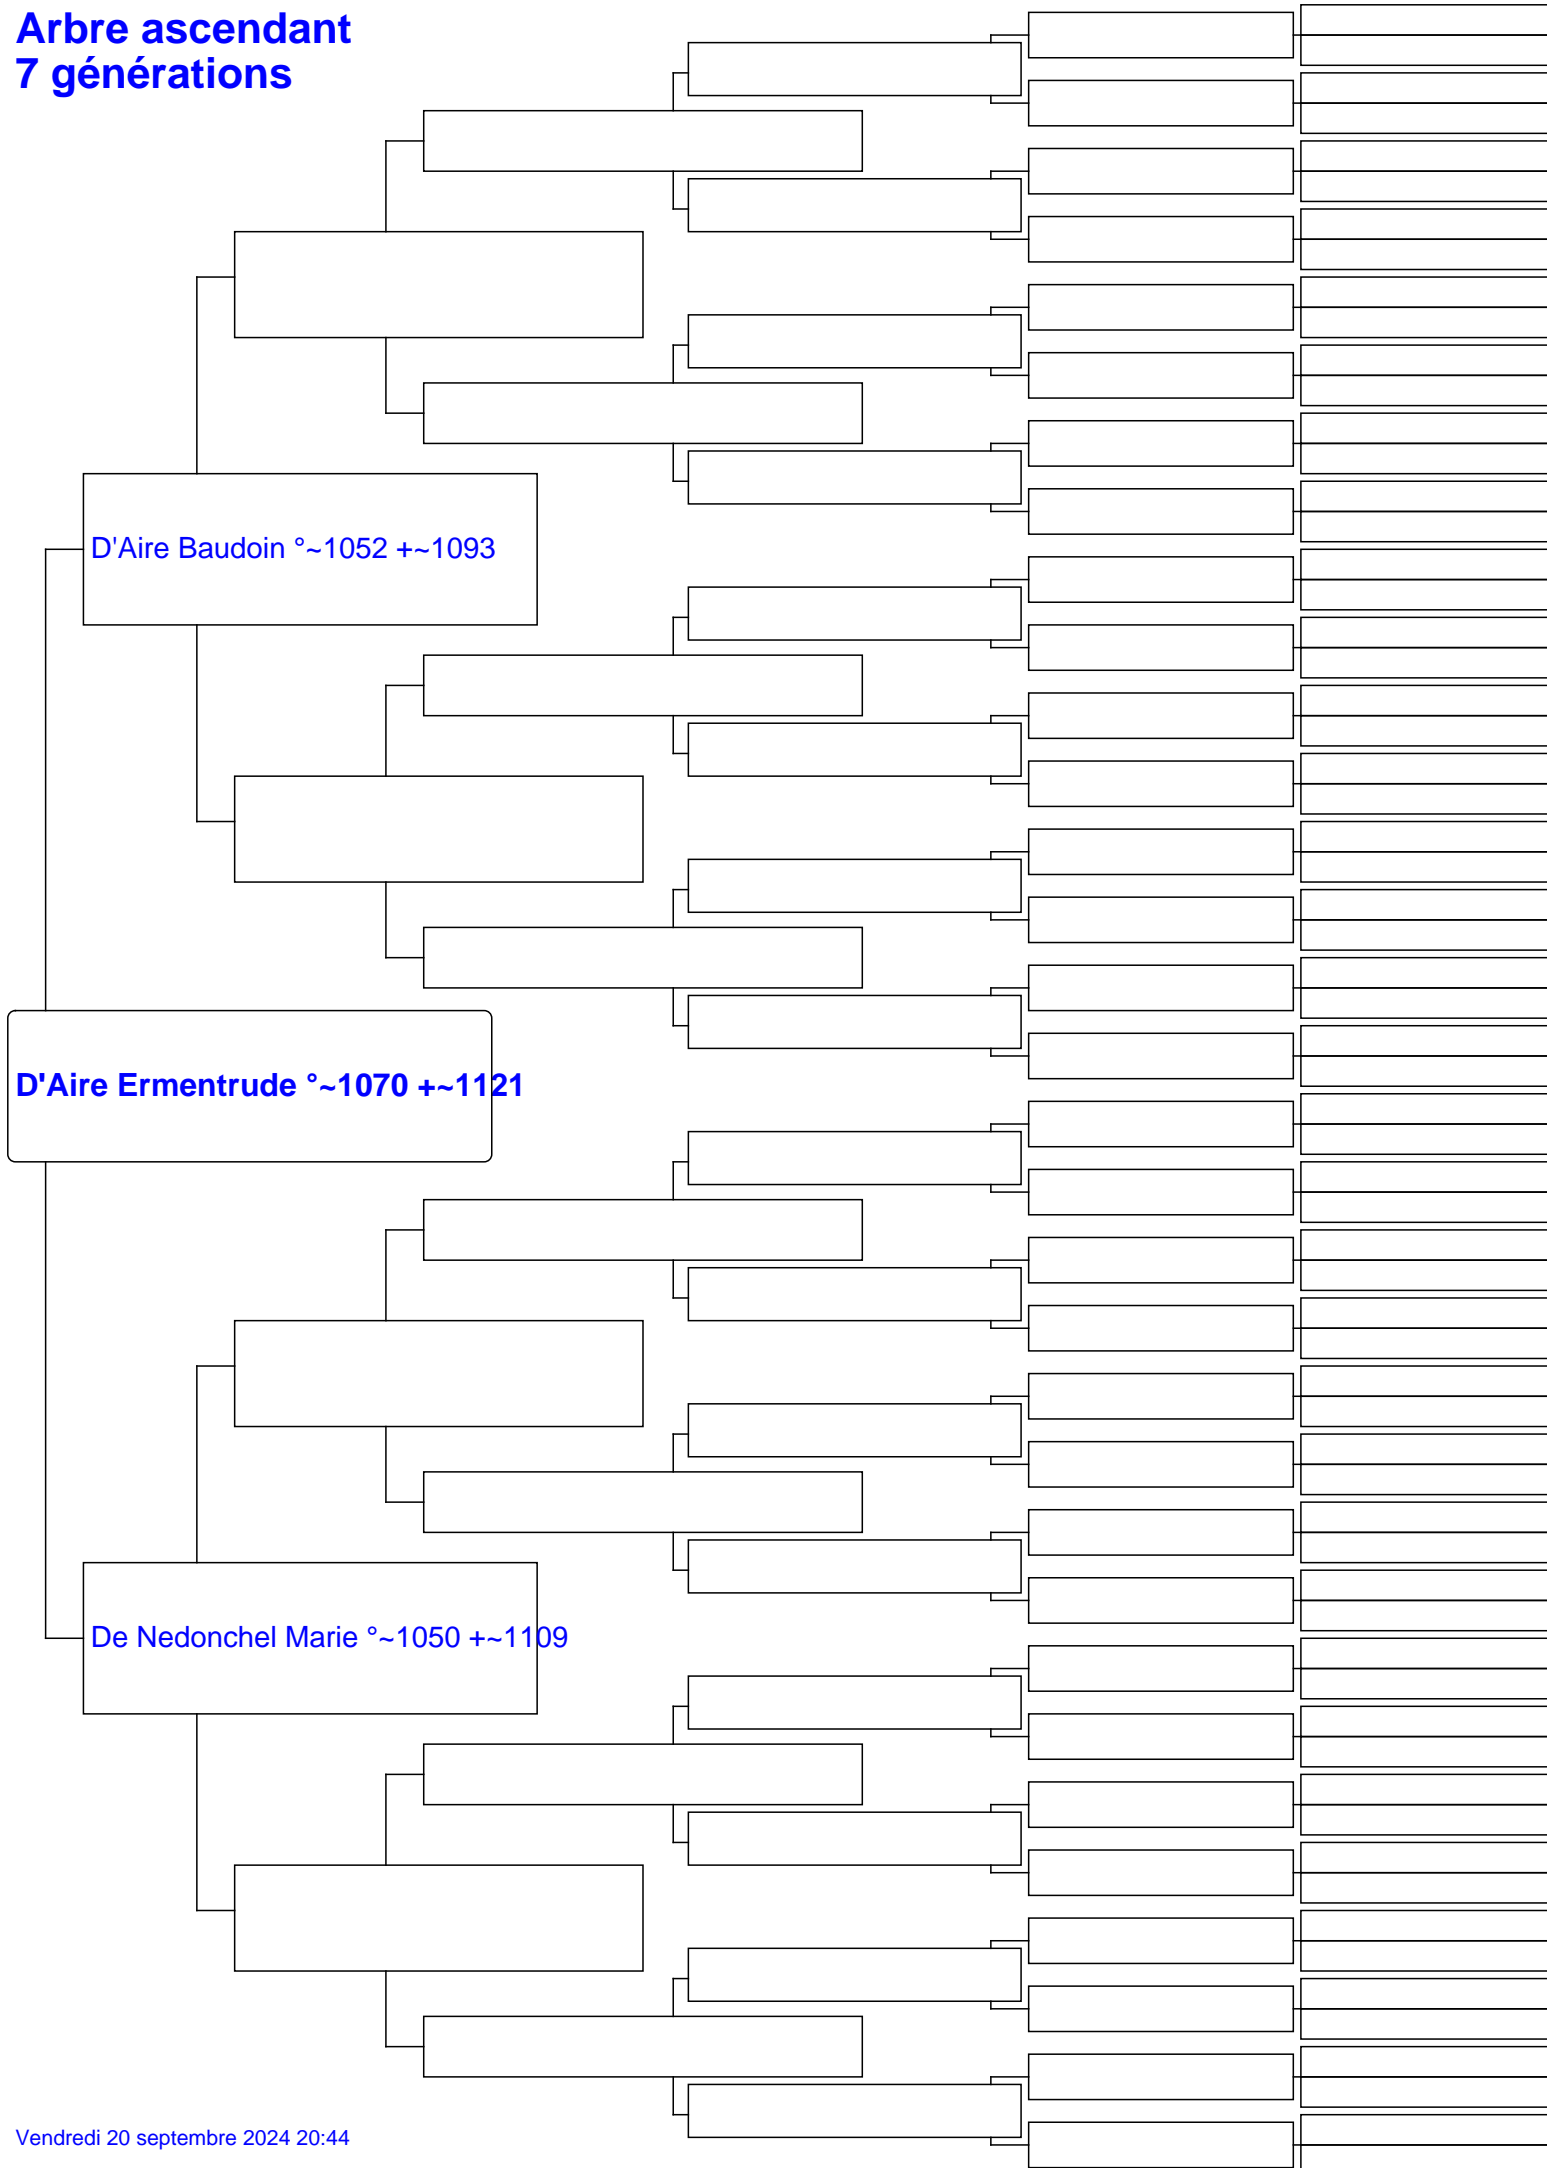 Arbre ascendant
7 générations
D'Aire Baudoin °~1052 +~1093
D'Aire Ermentrude °~1070 +~1121
De Nedonchel Marie °~1050 +~1109
Vendredi 20 septembre 2024 20:44